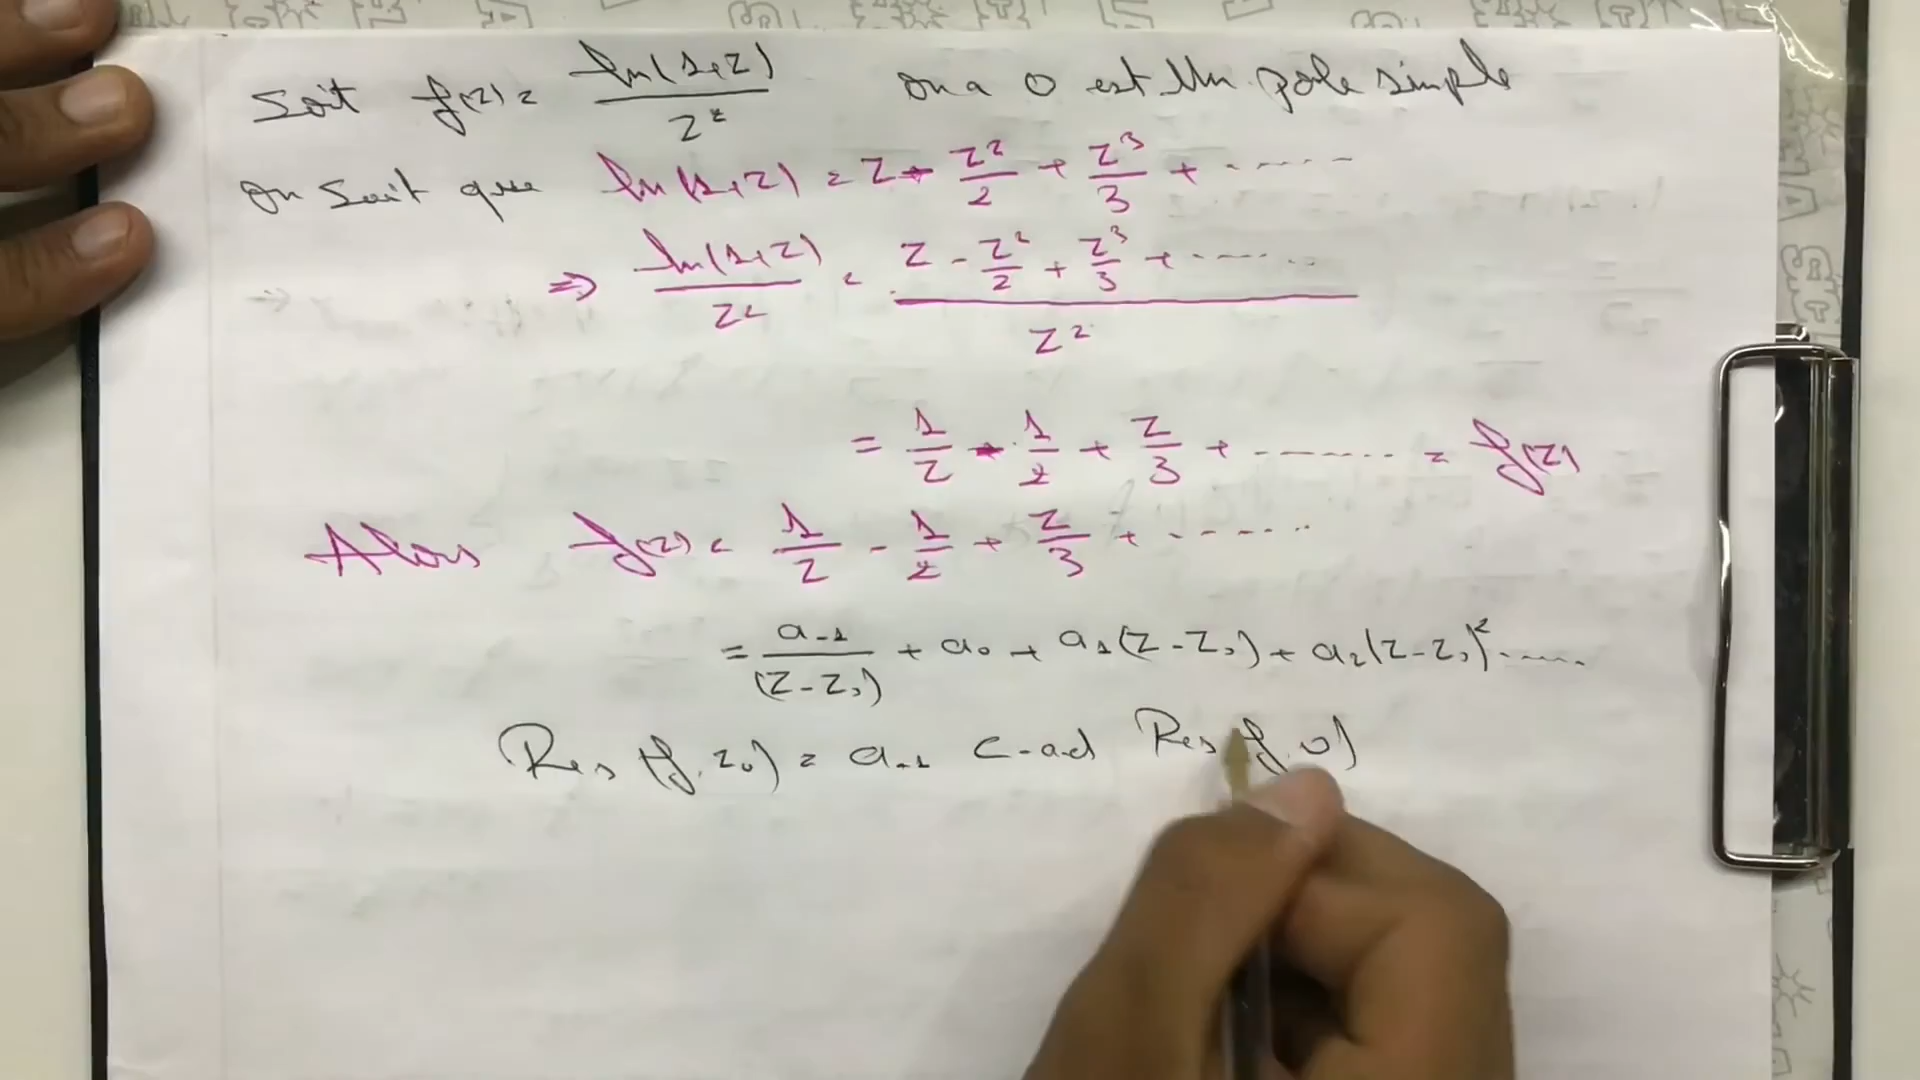 Soit f(z) = ln(1+z)/z² on a 0 est un pôle simple
on sait que ln(1+z) = z - z²/2 + z³/3 + ......
⇒ ln(1+z)/z² = (z - z²/2 + z³/3 + ......)/z²
= 1/z - 1/2 + z/3 + ....... = f(z)
Alors f(z) = 1/z - 1/2 + z/3 + ......
= a₋₁/(z-z₀) + a₀ + a₁(z-z₀) + a₂(z-z₀)² .....
Res(f, z₀) = a₋₁ c-a-d Res(f, 0)